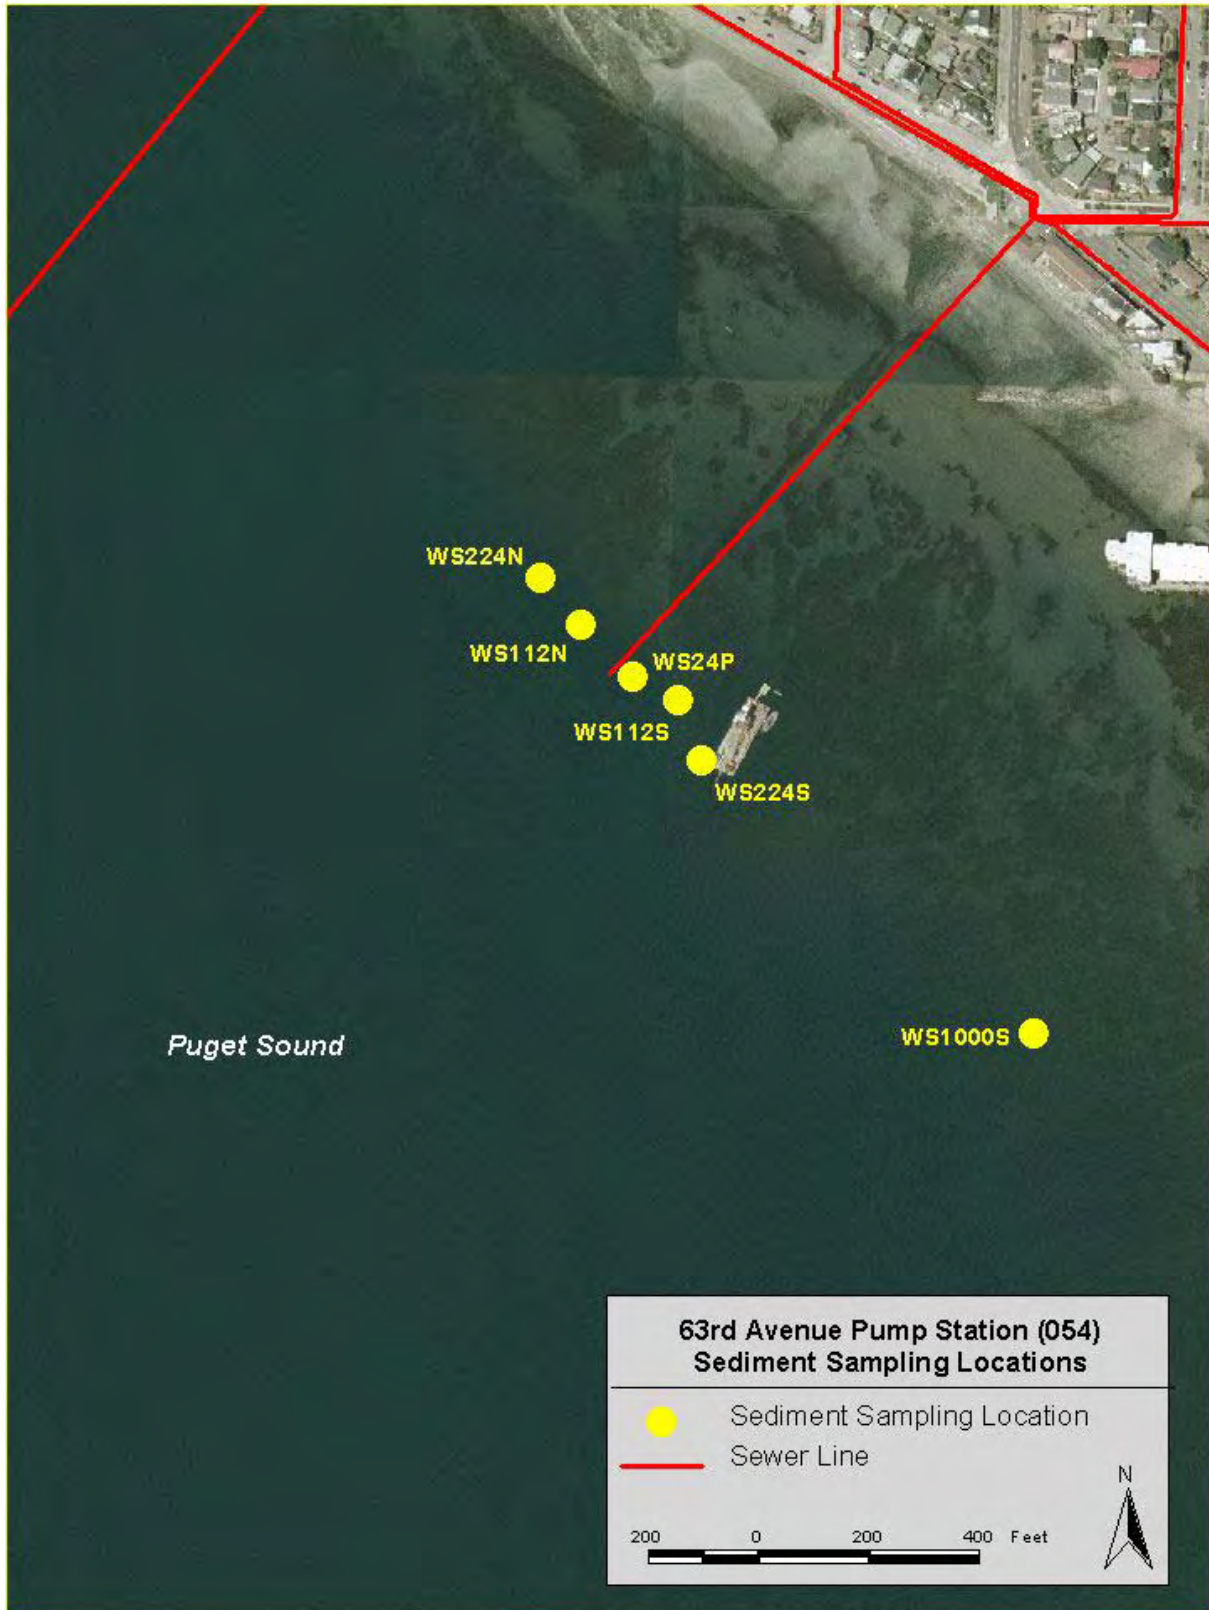 WS224N
WS112N
WS24P
WS112S
WS224S
WS1000S
Puget Sound
63rd Avenue Pump Station (054)
Sediment Sampling Locations
Sediment Sampling Location
Sewer Line
N
200 0 200 400 Feet